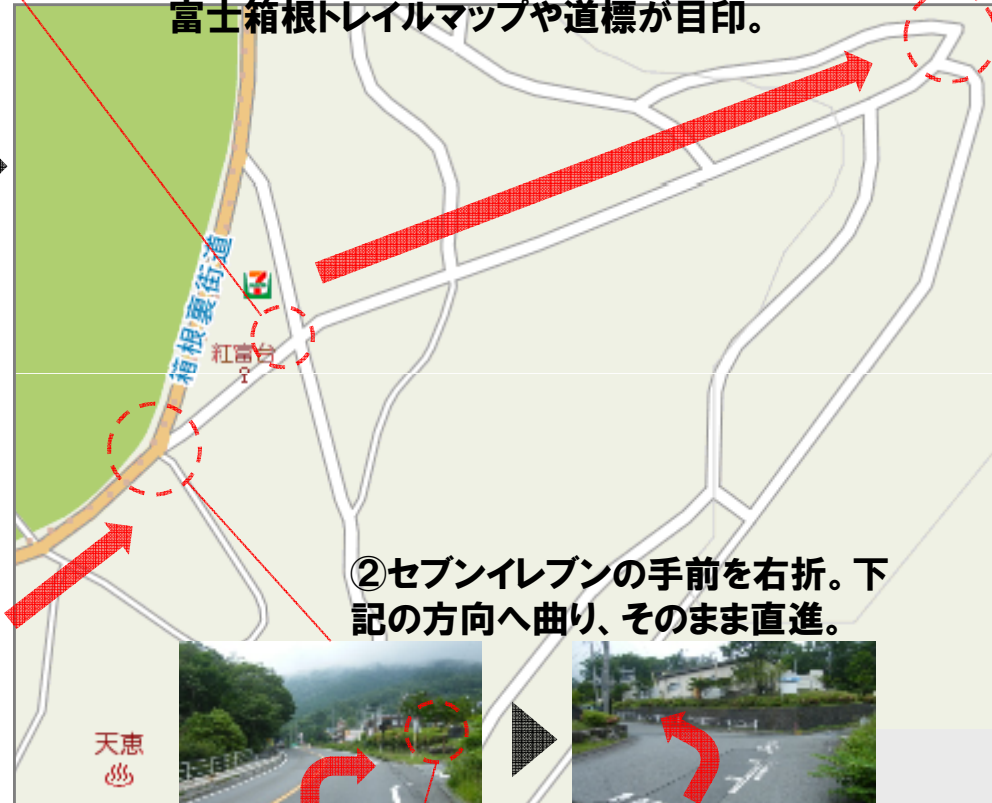 富士箱根トレイルマップや道標が目印。
箱根裏街道
紅富台
②セブンイレブンの手前を右折。下
記の方向へ曲り、そのまま直進。
天恵